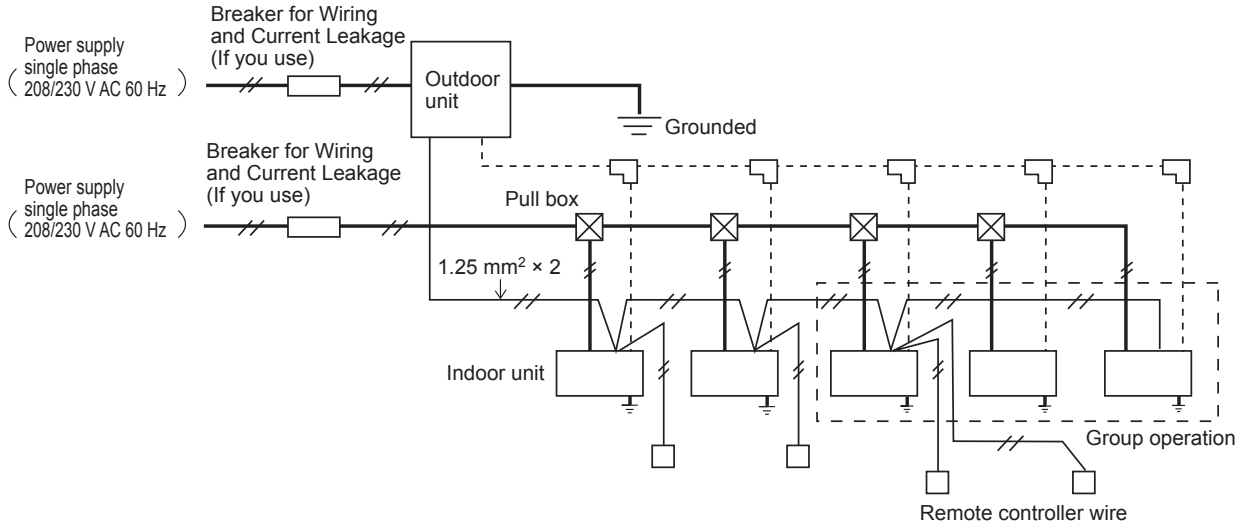 Breaker for Wiring
and Current Leakage
(If you use)
Power supply
single phase
( 208/230 V AC 60 Hz )
Outdoor
unit
Grounded
Breaker for Wiring
and Current Leakage
(If you use)
Power supply
single phase
( 208/230 V AC 60 Hz )
Pull box
1.25 mm² × 2
Indoor unit
Group operation
Remote controller wire